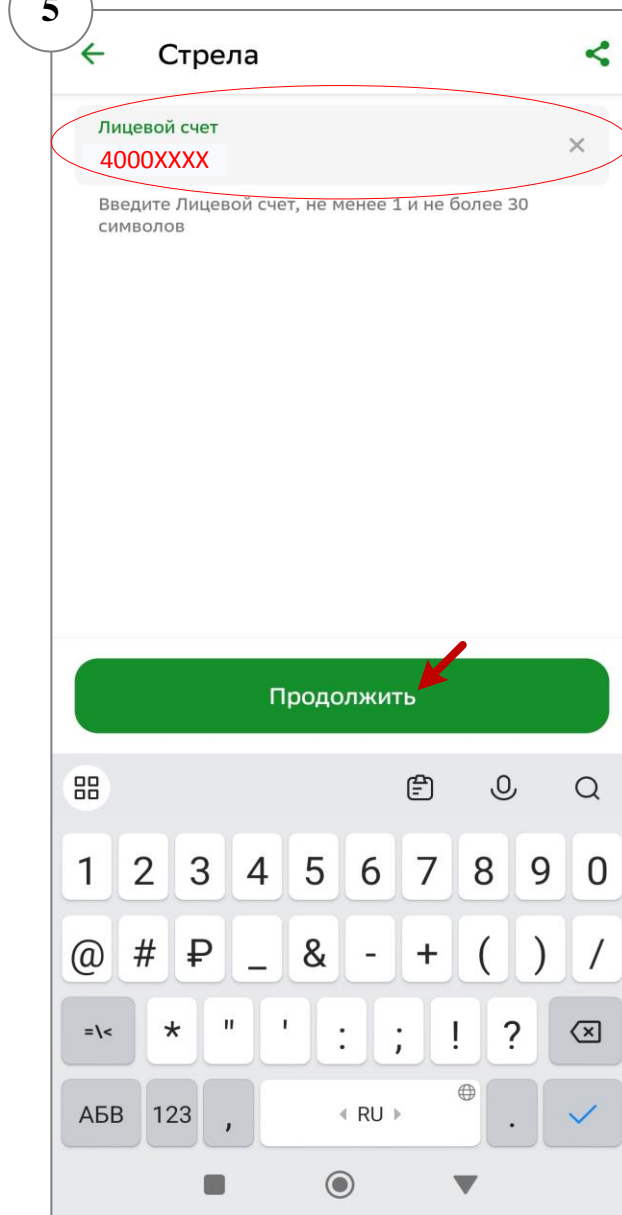 5
Стрела
Лицевой счет
4000XXXX
Введите Лицевой счет, не менее 1 и не более 30
символов
Продолжить
1 2 3 4 5 6 7 8 9 0
@ # ₽ _ & - + ( ) /
=\< * " ' : ; ! ?
АБВ 123 , RU .